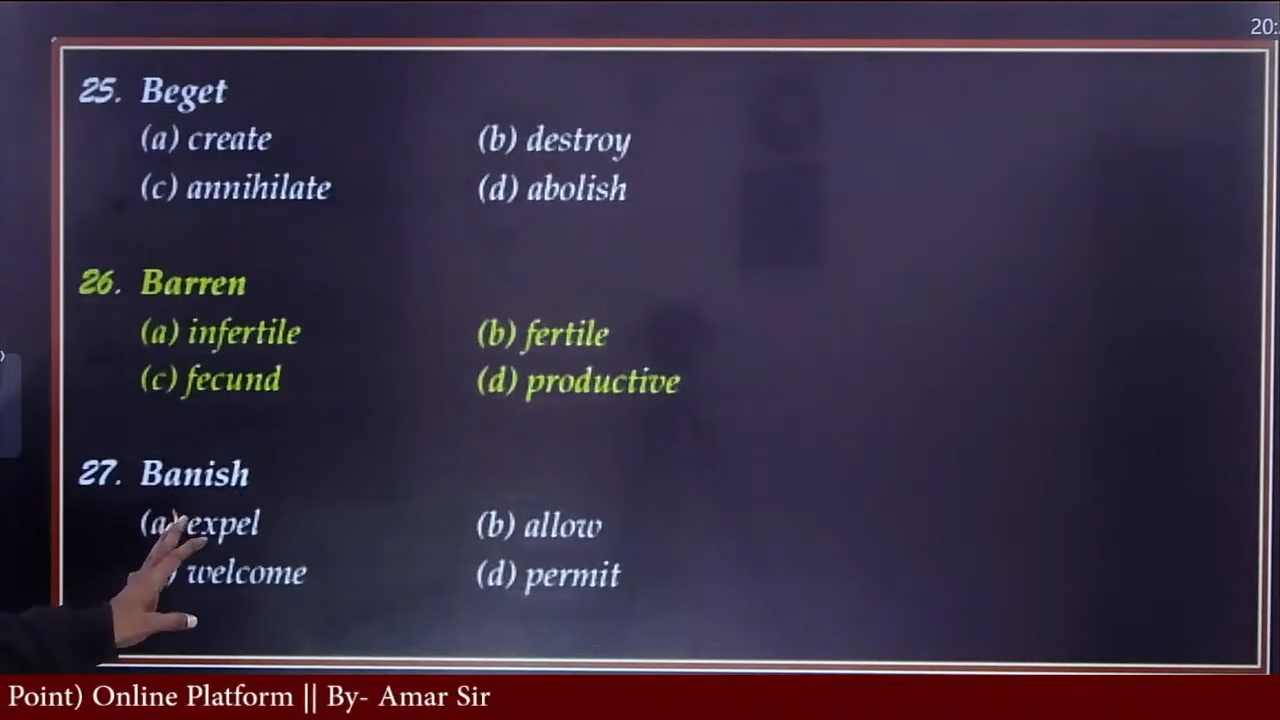 20:
25. Beget
(a) create (b) destroy
(c) annihilate (d) abolish
26. Barren
(a) infertile (b) fertile
(c) fecund (d) productive
27. Banish
(a) expel (b) allow
) welcome (d) permit
Point) Online Platform || By- Amar Sir